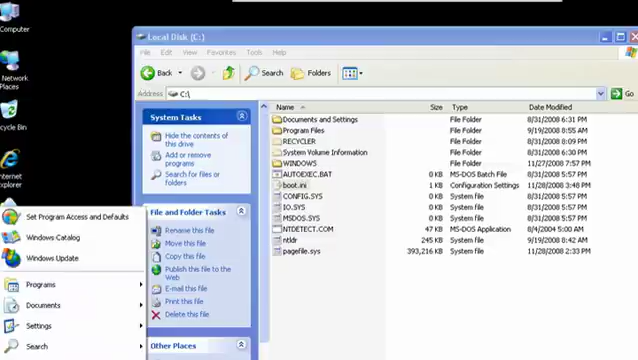 Computer
Network
Places
cycle Bin
nternet
xplorer
Local Disk (C:)
File Edit View Favorites Tools Help
Back Search Folders
Address C:\ Go
System Tasks
Hide the contents of
this drive
Add or remove
programs
Search for files or
folders
File and Folder Tasks
Rename this file
Move this file
Copy this file
Publish this file to the
Web
E-mail this file
Print this file
Delete this file
Other Places
Name Size Type Date Modified
Documents and Settings File Folder 8/31/2008 6:31 PM
Program Files File Folder 9/19/2008 8:55 AM
RECYCLER File Folder 8/31/2008 8:09 PM
System Volume Information File Folder 8/31/2008 6:29 PM
WINDOWS File Folder 11/27/2008 7:57 PM
AUTOEXEC.BAT 0 KB MS-DOS Batch File 8/31/2008 6:27 PM
boot.ini 1 KB Configuration Settings 11/28/2008 3:48 PM
CONFIG.SYS 0 KB System file 8/31/2008 6:27 PM
IO.SYS 0 KB System file 8/31/2008 6:27 PM
MSDOS.SYS 0 KB System file 8/31/2008 6:27 PM
NTDETECT.COM 47 KB MS-DOS Application 8/4/2004 5:00 AM
ntldr 245 KB System file 9/19/2008 8:42 AM
pagefile.sys 393,216 KB System file 11/28/2008 2:33 PM
Set Program Access and Defaults
Windows Catalog
Windows Update
Programs
Documents
Settings
Search